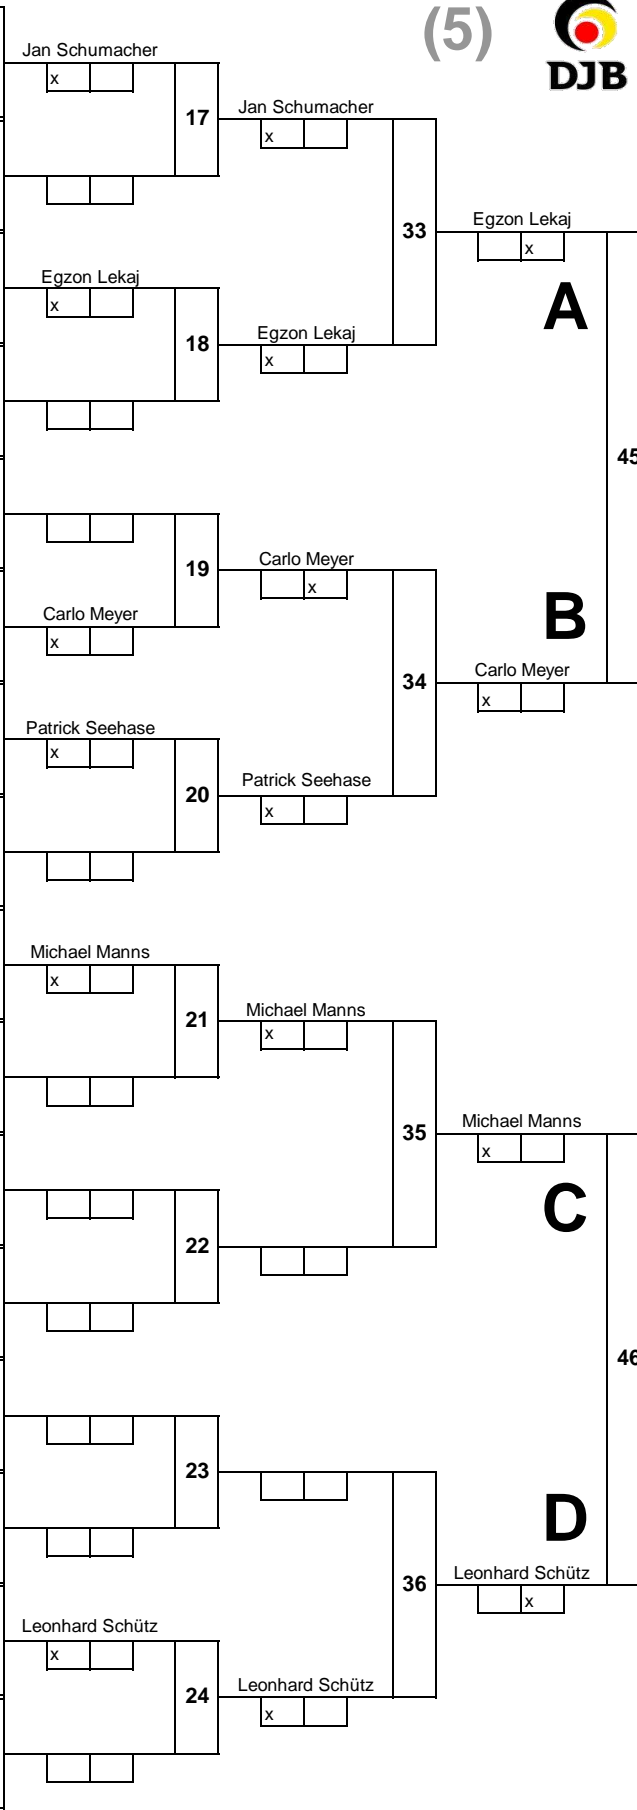 (5)
DJB
Jan Schumacher
x
17
Jan Schumacher
x
33
Egzon Lekaj
x
A
Egzon Lekaj
x
18
Egzon Lekaj
x
45
19
Carlo Meyer
x
Carlo Meyer
x
B
34
Carlo Meyer
x
Patrick Seehase
x
20
Patrick Seehase
x
Michael Manns
x
21
Michael Manns
x
35
Michael Manns
x
C
22
46
23
D
36
Leonhard Schütz
x
Leonhard Schütz
x
24
Leonhard Schütz
x